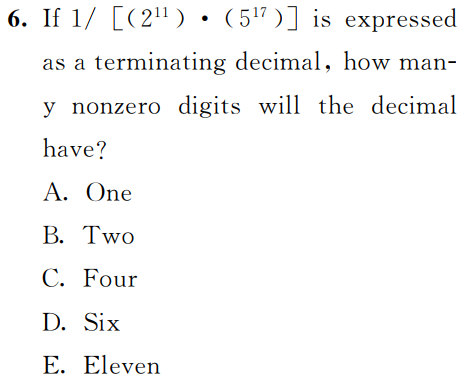 6. If 1/ [(2¹¹) • (5¹⁷)] is expressed
as a terminating decimal, how man-
y nonzero digits will the decimal
have?
A. One
B. Two
C. Four
D. Six
E. Eleven